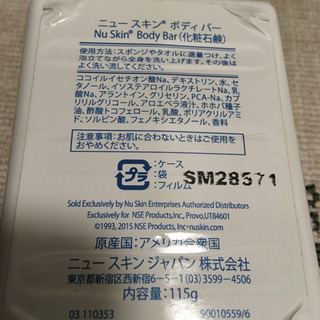 ニュー スキン® ボディ バー
Nu Skin® Body Bar (化粧石鹸)
使用方法：スポンジやタオルに適量つけ、よく
泡立てながら全身を洗い上げます。その後は
よく洗い流してください。
ココイルイセチオン酸Na、デキストリン、水、セ
タノール、イソステアロイルラクチレートNa、乳
酸Na、アラントイン、グリセリン、PCA-Na、カプ
リリルグリコール、アロエベラ液汁、ホホバ種子
油、酢酸トコフェロール、乳酸、ポリアクリルアミ
ド、ソルビン酸、フェノキシエタノール、香料
注意事項：お肌に合わないときはご使用を
おやめください。
プラ
：ケース
袋
フィルム
SM28571
Sold Exclusively by Nu Skin Enterprises Authorized Distributors
Exclusively for NSE Products, Inc., Provo, UT84601
©1993, 2015 NSE Products, Inc•nuskin.com
原産国：アメリカ合衆国
ニュー スキン ジャパン 株式会社
東京都新宿区西新宿6-5-1 (03) 3599-4506
内容量：115g
03 110353
90010559/6